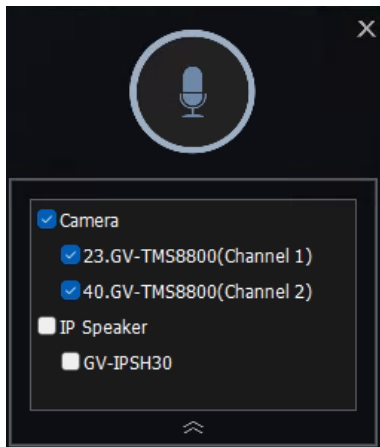 Camera
23.GV-TMS8800(Channel 1)
40.GV-TMS8800(Channel 2)
IP Speaker
GV-IPSH30